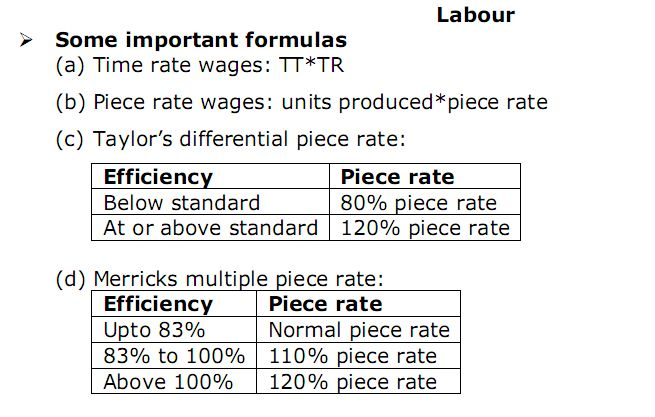 Labour
➢ Some important formulas
(a) Time rate wages: TT*TR
(b) Piece rate wages: units produced*piece rate
(c) Taylor’s differential piece rate:
Efficiency Piece rate
Below standard 80% piece rate
At or above standard 120% piece rate
(d) Merricks multiple piece rate:
Efficiency Piece rate
Upto 83% Normal piece rate
83% to 100% 110% piece rate
Above 100% 120% piece rate